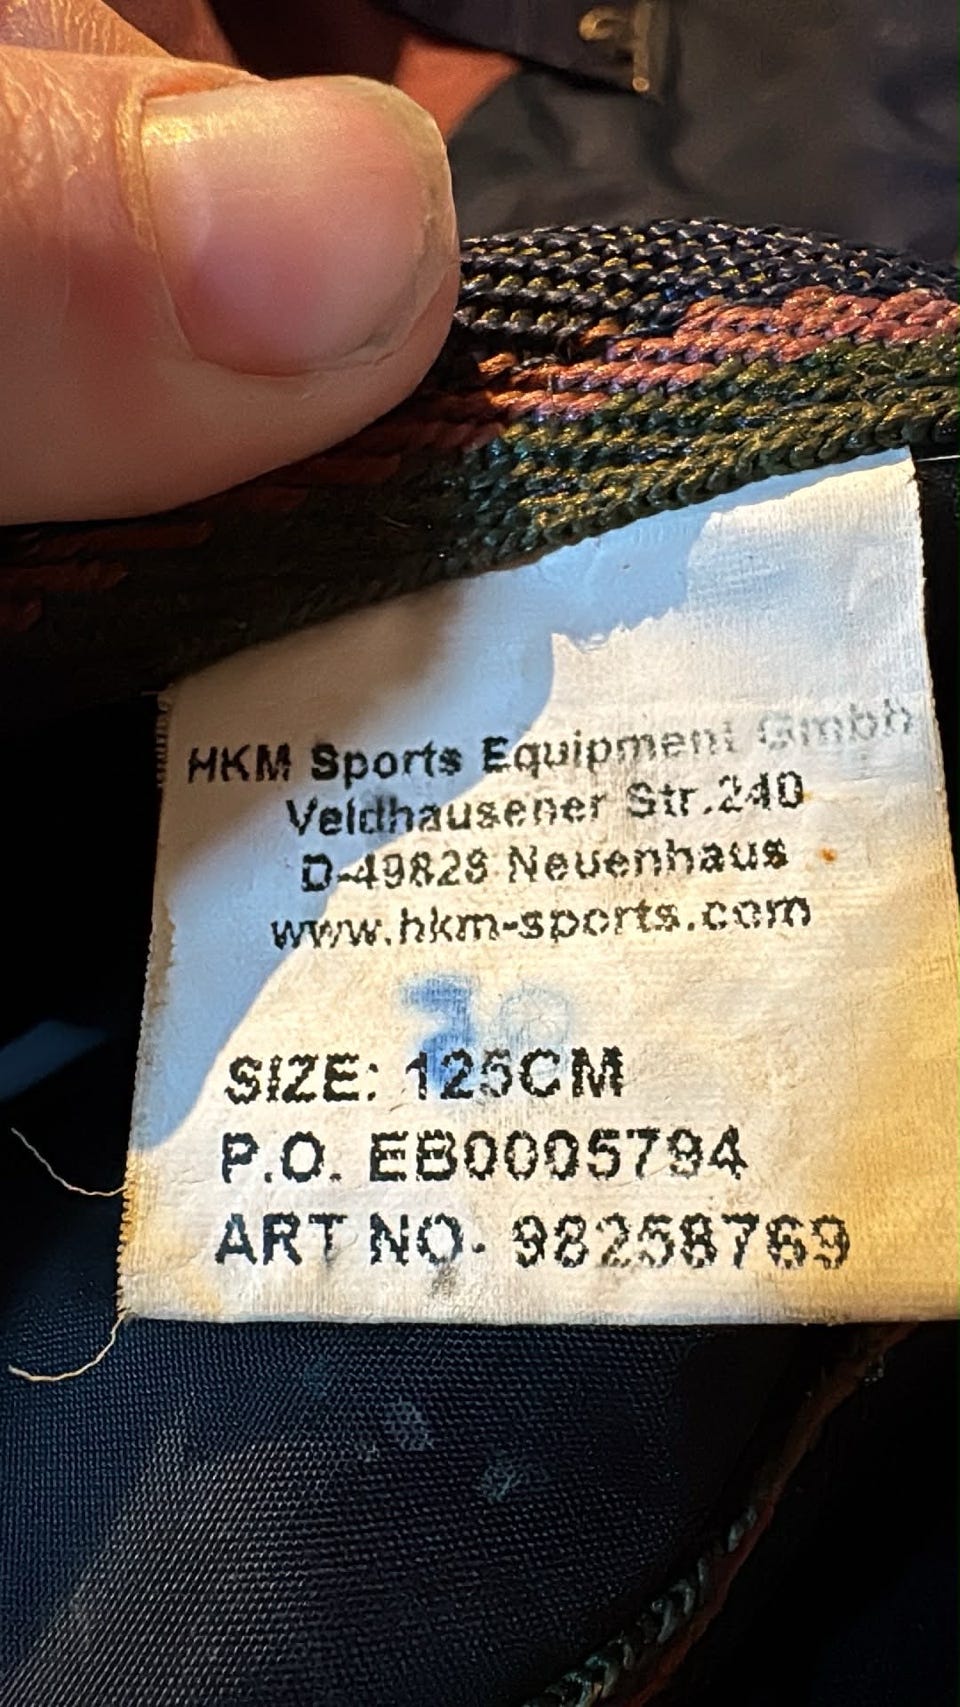 HKM Sports Equipment Gmbh
Veldhausener Str.240
D-49828 Neuenhaus
www.hkm-sports.com
SIZE: 125CM
P.O. EB0005794
ART NO. 98258769